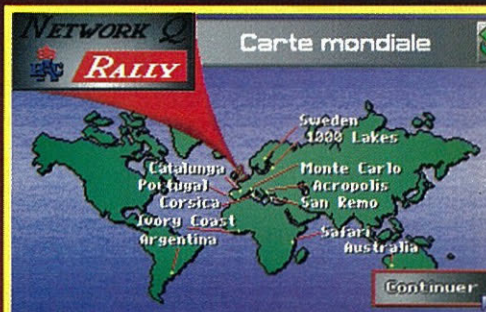 NETWORK Q
RAC
RALLY
Carte mondiale
Sweden
1000 Lakes
Catalunga
Monte Carlo
Portugal
Acropolis
Corsica
San Remo
Ivory Coast
Safari
Argentina
Australia
Continuer